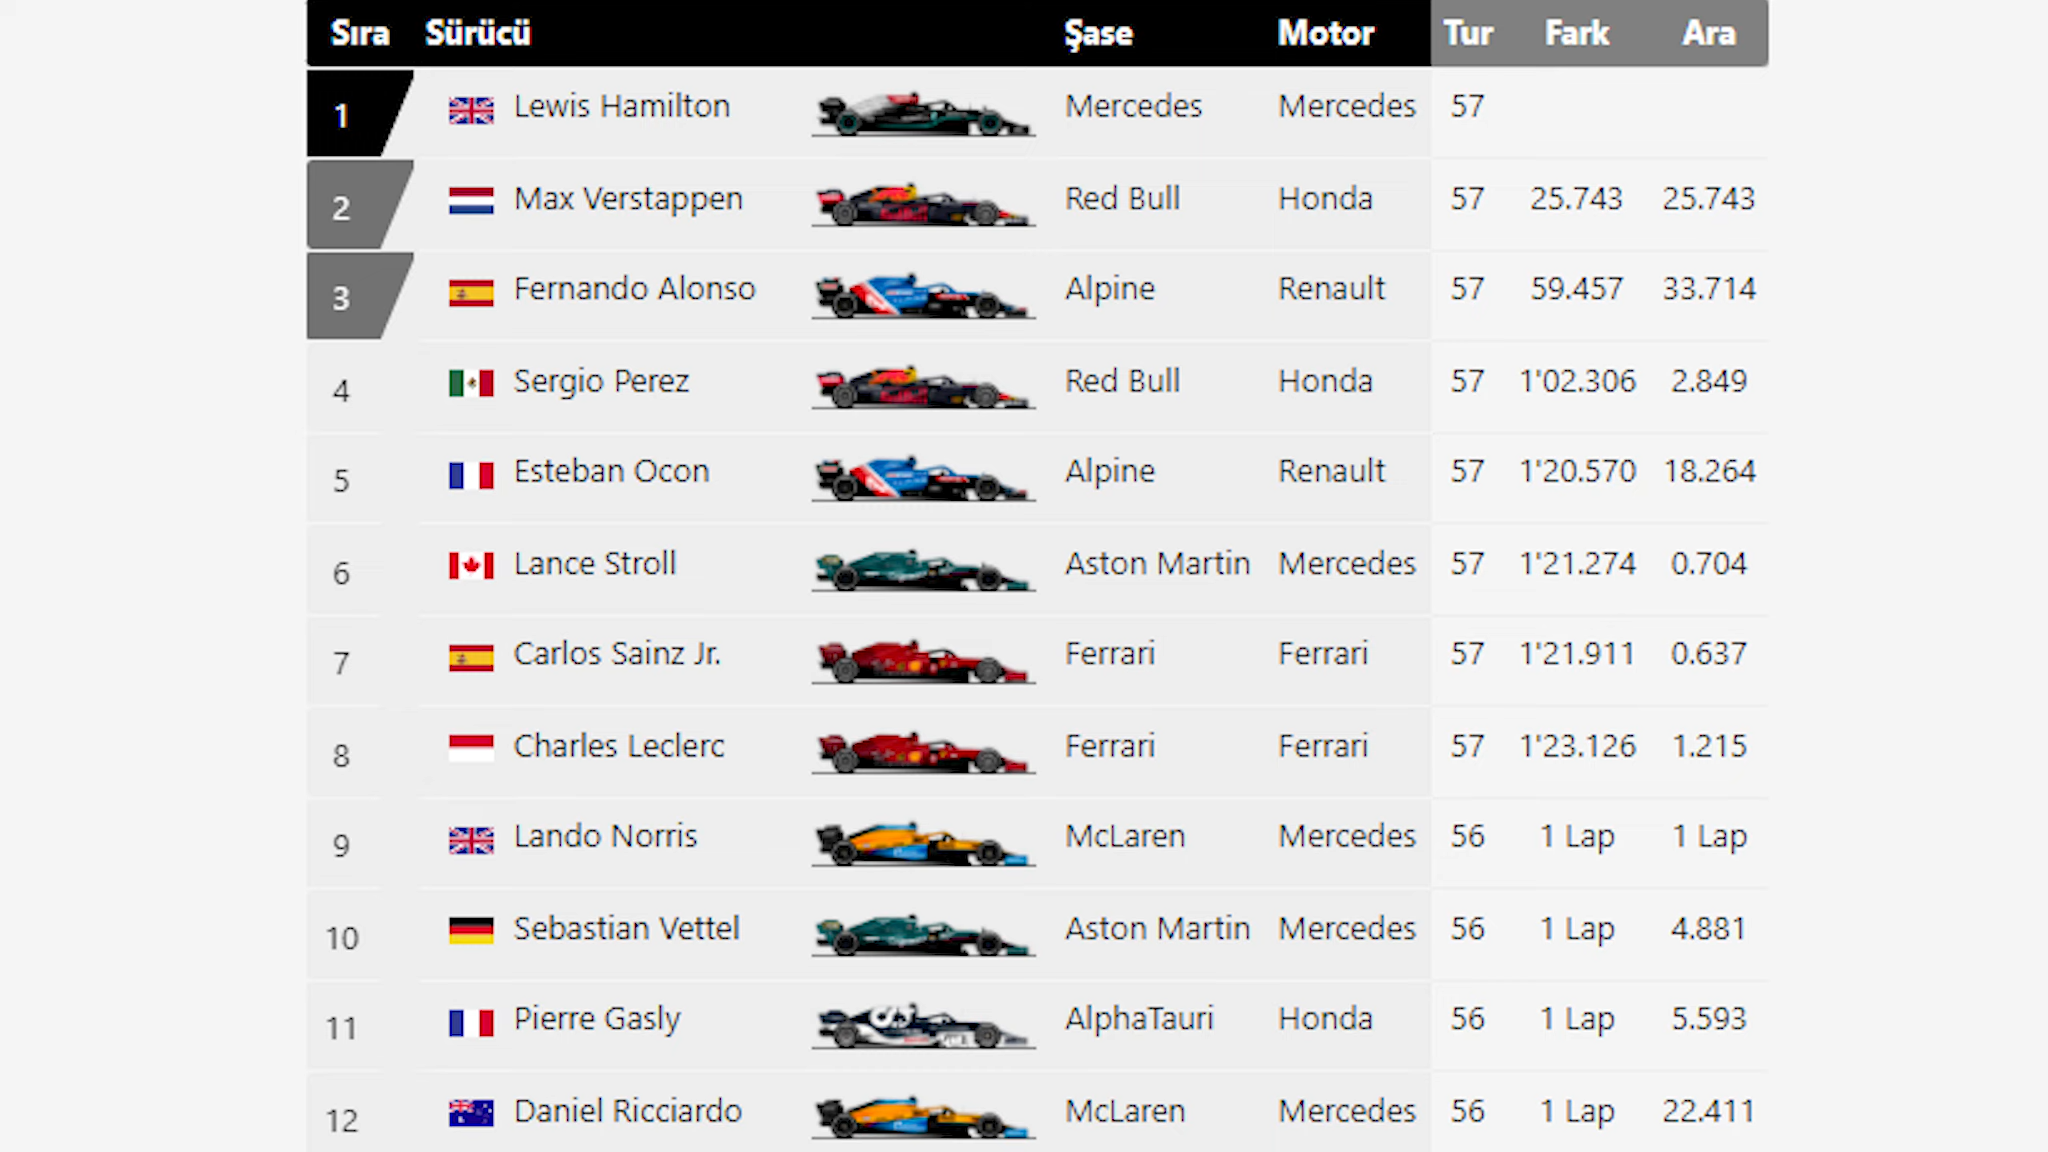 Sıra Sürücü Şase Motor Tur Fark Ara
1 Lewis Hamilton Mercedes Mercedes 57
2 Max Verstappen Red Bull Honda 57 25.743 25.743
3 Fernando Alonso Alpine Renault 57 59.457 33.714
4 Sergio Perez Red Bull Honda 57 1'02.306 2.849
5 Esteban Ocon Alpine Renault 57 1'20.570 18.264
6 Lance Stroll Aston Martin Mercedes 57 1'21.274 0.704
7 Carlos Sainz Jr. Ferrari Ferrari 57 1'21.911 0.637
8 Charles Leclerc Ferrari Ferrari 57 1'23.126 1.215
9 Lando Norris McLaren Mercedes 56 1 Lap 1 Lap
10 Sebastian Vettel Aston Martin Mercedes 56 1 Lap 4.881
11 Pierre Gasly AlphaTauri Honda 56 1 Lap 5.593
12 Daniel Ricciardo McLaren Mercedes 56 1 Lap 22.411